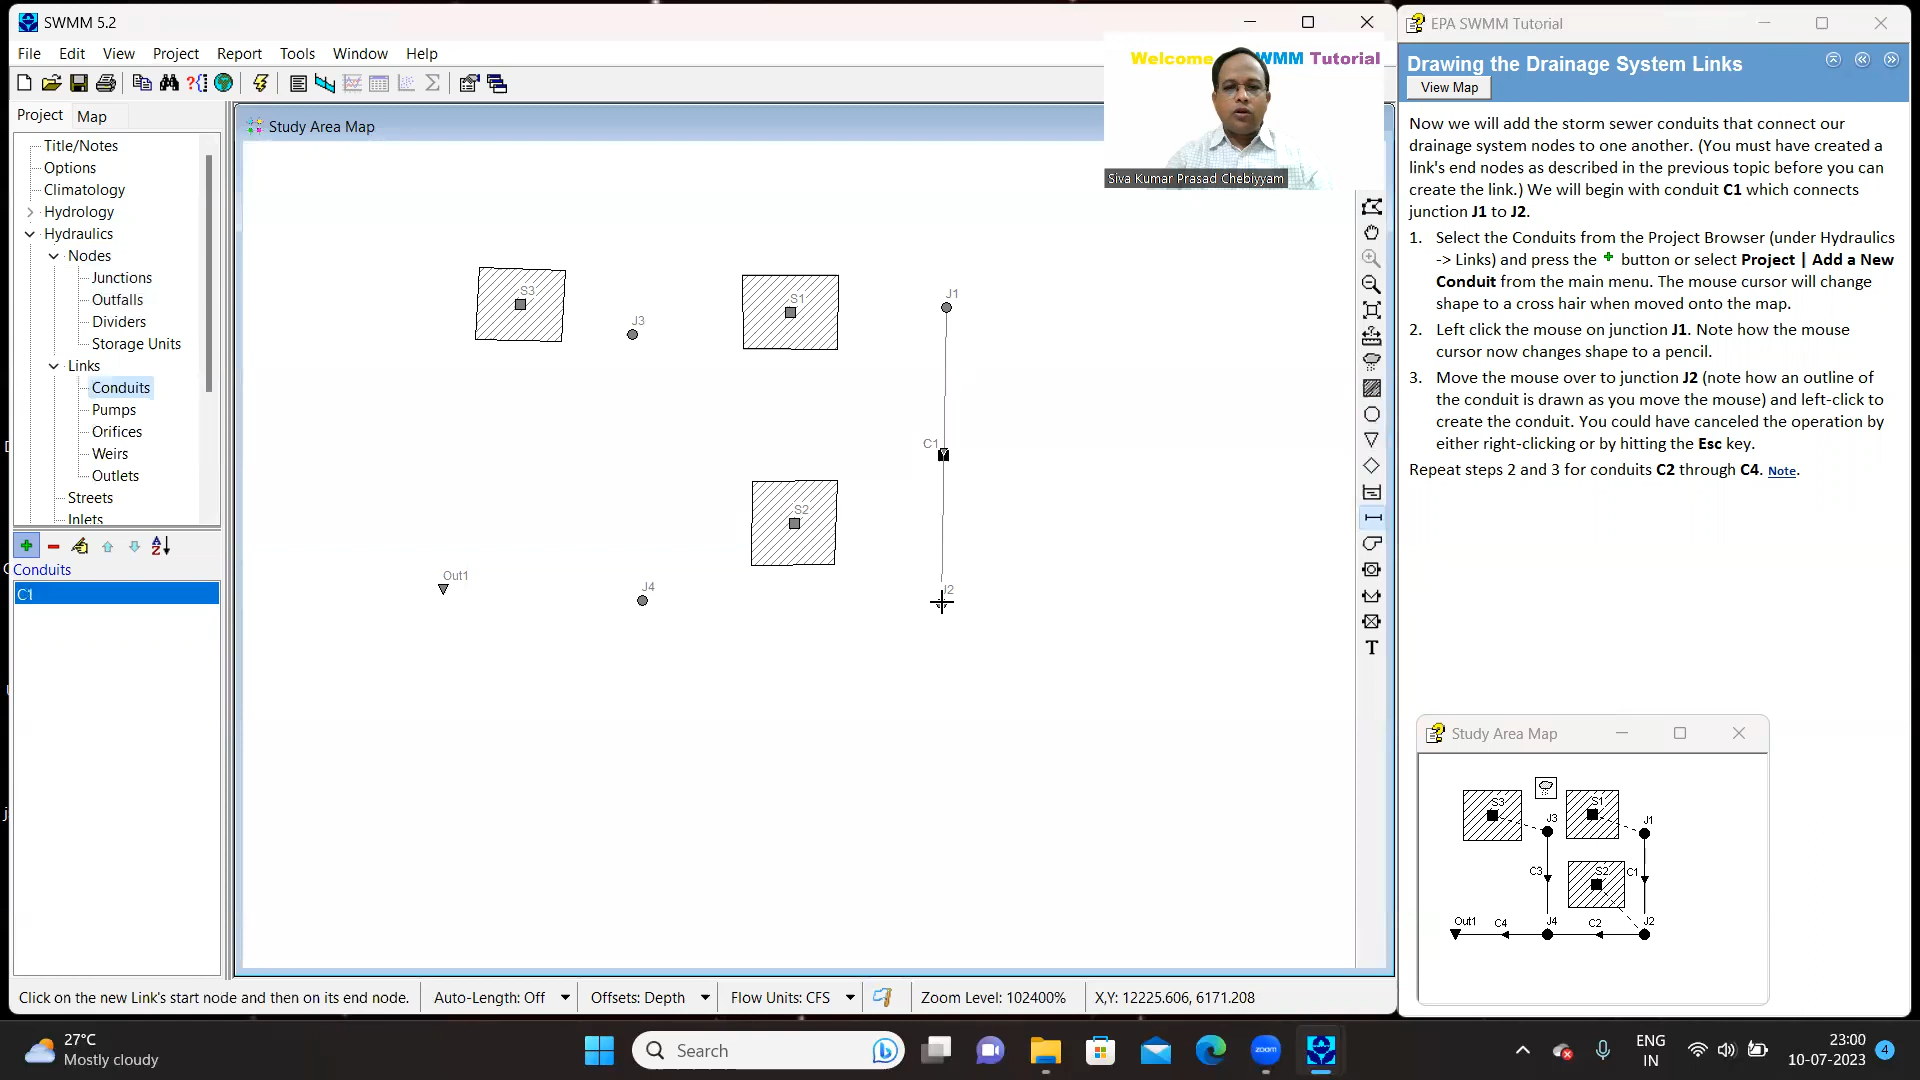 SWMM 5.2
File Edit View Project Report Tools Window Help
Welcome WMM Tutorial
Siva Kumar Prasad Chebiyyam
Project Map
Title/Notes
Options
Climatology
Hydrology
Hydraulics
Nodes
Junctions
Outfalls
Dividers
Storage Units
Links
Conduits
Pumps
Orifices
Weirs
Outlets
Streets
Inlets
Conduits
C1
Study Area Map
S3
J3
S1
J1
C1
S2
Out1
J4
J2
T
Click on the new Link's start node and then on its end node.
Auto-Length: Off
Offsets: Depth
Flow Units: CFS
Zoom Level: 102400%
X,Y: 12225.606, 6171.208
EPA SWMM Tutorial
Drawing the Drainage System Links
View Map
Now we will add the storm sewer conduits that connect our
drainage system nodes to one another. (You must have created a
link's end nodes as described in the previous topic before you can
create the link.) We will begin with conduit C1 which connects
junction J1 to J2.
1. Select the Conduits from the Project Browser (under Hydraulics
-> Links) and press the + button or select Project | Add a New
Conduit from the main menu. The mouse cursor will change
shape to a cross hair when moved onto the map.
2. Left click the mouse on junction J1. Note how the mouse
cursor now changes shape to a pencil.
3. Move the mouse over to junction J2 (note how an outline of
the conduit is drawn as you move the mouse) and left-click to
create the conduit. You could have canceled the operation by
either right-clicking or by hitting the Esc key.
Repeat steps 2 and 3 for conduits C2 through C4. Note.
Study Area Map
S3
S1
J3
J1
C3
S2
C1
Out1
C4
J4
C2
J2
27°C
Mostly cloudy
Search
zoom
ENG
IN
23:00
10-07-2023
4